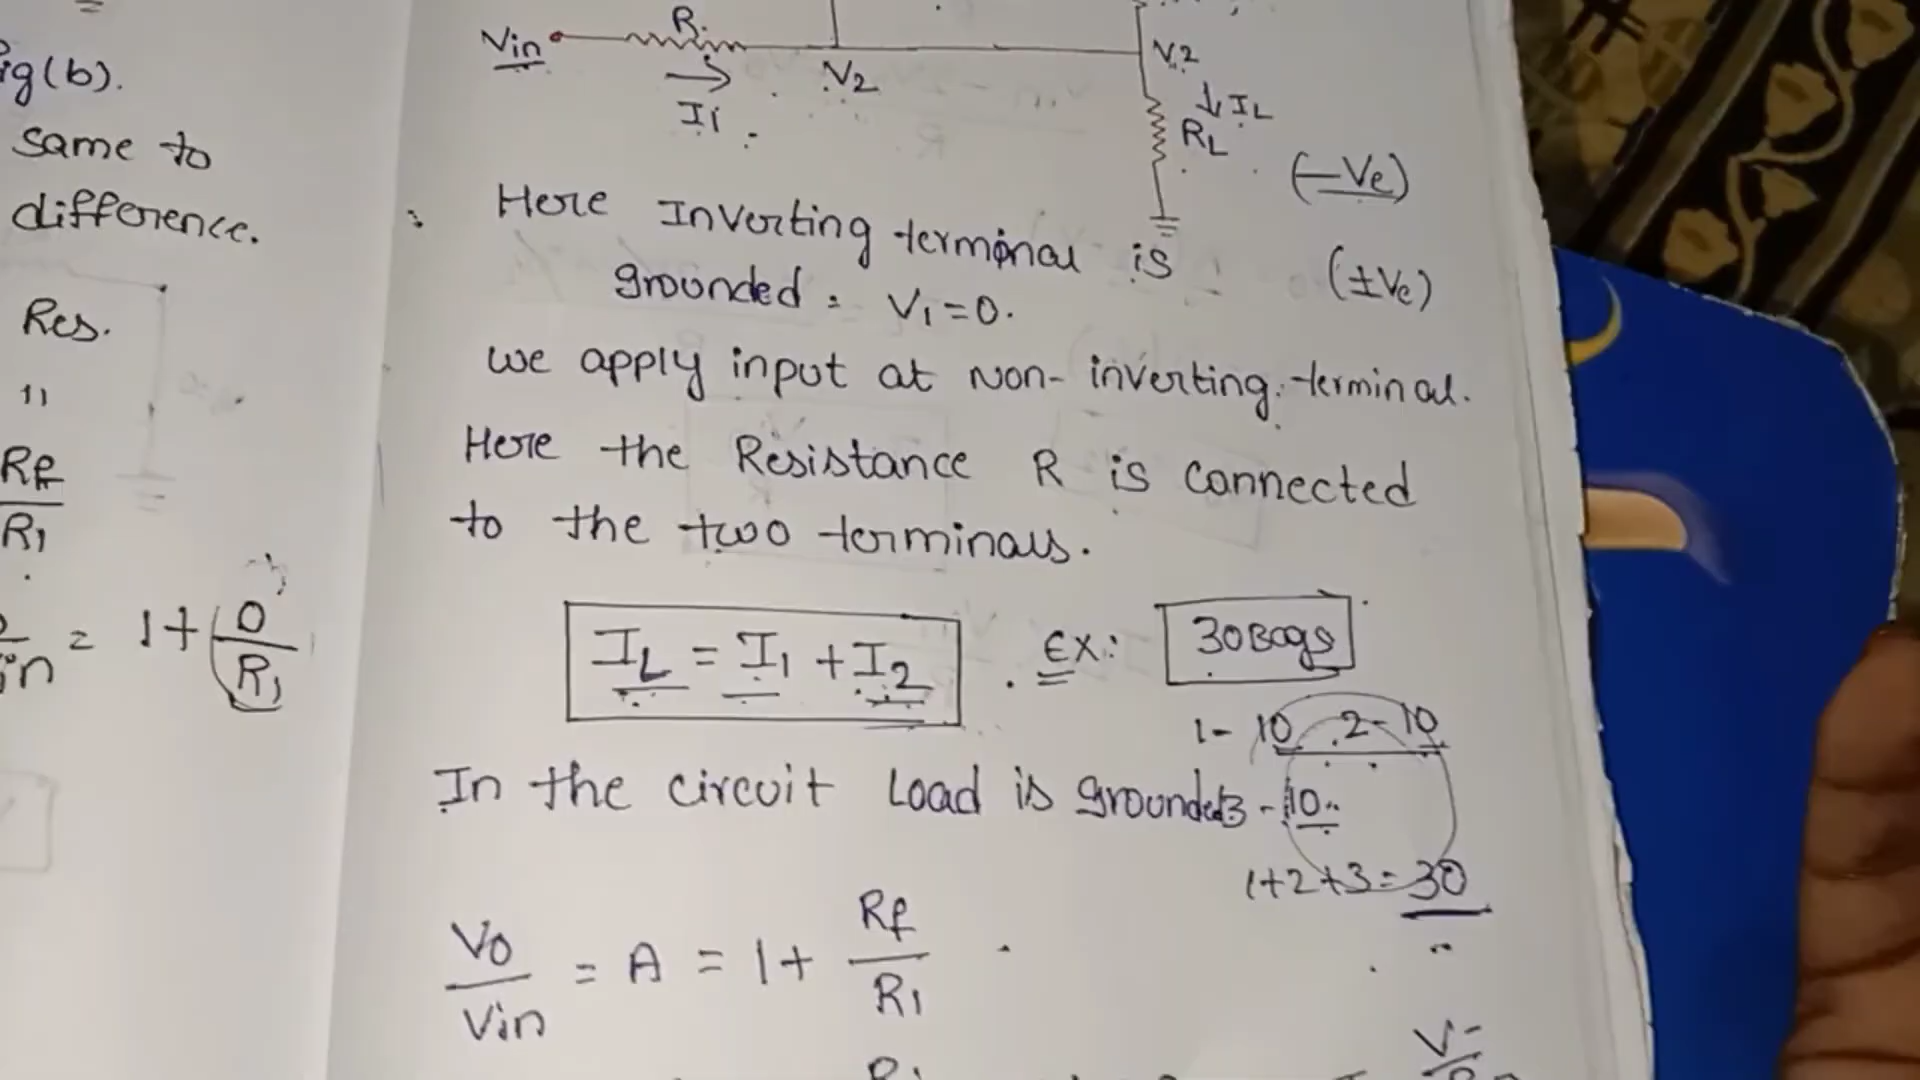 ig(b).
same to
difference.
Res.
11
Rf
R1
in = 1+ 0
R1
Vin R. V2 V2
I1
IL
RL
(-Ve)
Here Inverting terminal is
grounded : V1=0. (±Ve)
we apply input at non-inverting terminal.
Here the Resistance R is connected
to the two terminals.
IL = I1 + I2 . EX: 30Bags
1- 10 2- 10
In the circuit Load is grounded 3 - 10
1+2+3=30
Vo = A = 1+ Rf
Vin R1